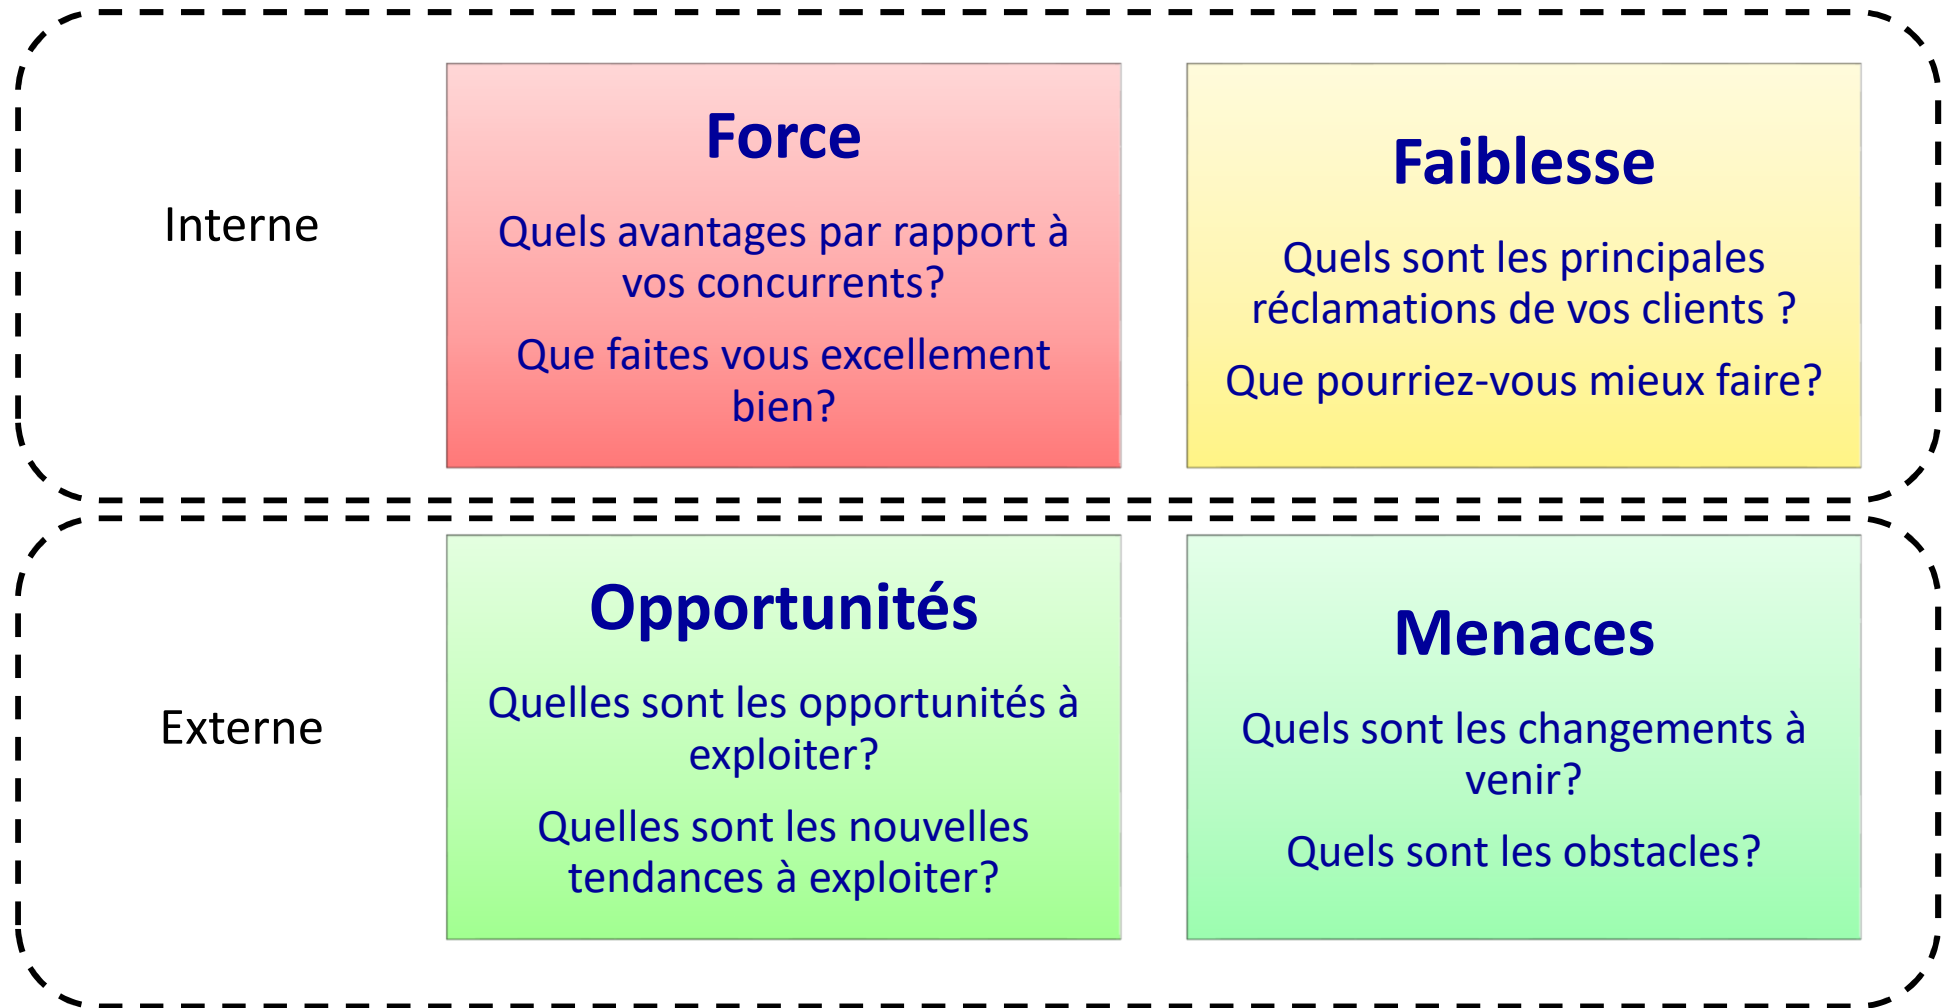 Interne
Force
Quels avantages par rapport à
vos concurrents?
Que faites vous excellement
bien?
Faiblesse
Quels sont les principales
réclamations de vos clients ?
Que pourriez-vous mieux faire?
Externe
Opportunités
Quelles sont les opportunités à
exploiter?
Quelles sont les nouvelles
tendances à exploiter?
Menaces
Quels sont les changements à
venir?
Quels sont les obstacles?